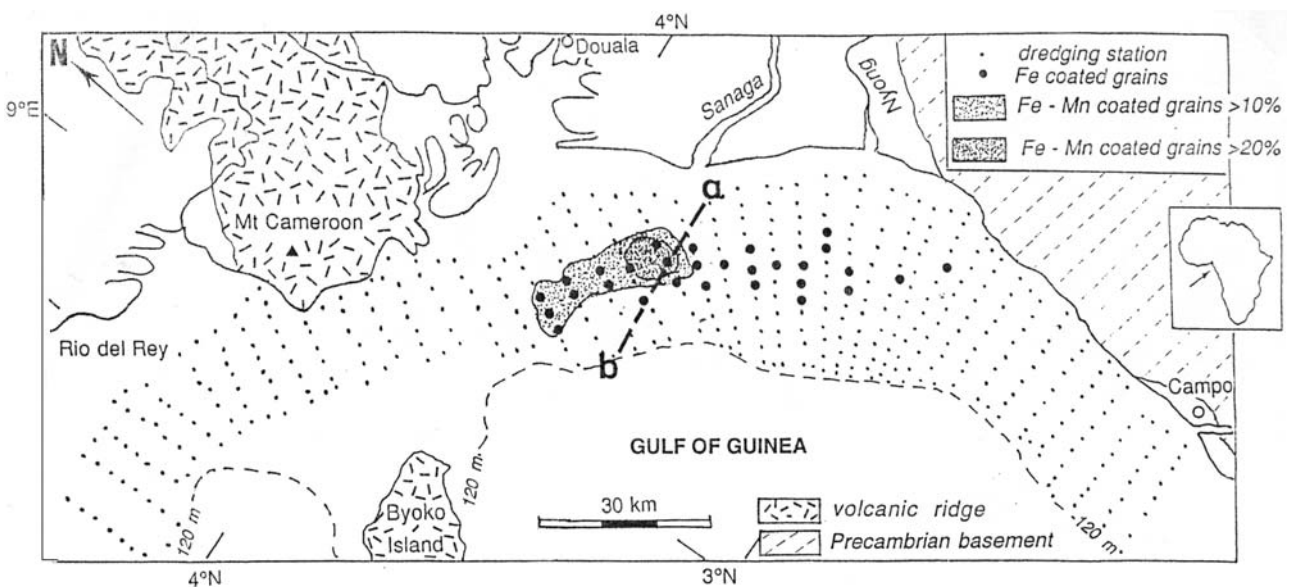 4°N
N
Douala
9°E
Sanaga
Nyong
dredging station
Fe coated grains
Fe - Mn coated grains >10%
Fe - Mn coated grains >20%
a
Mt Cameroon
Rio del Rey
b
Campo
GULF OF GUINEA
120 m.
30 km
Byoko
Island
volcanic ridge
Precambrian basement
120 m
120 m.
4°N
3°N